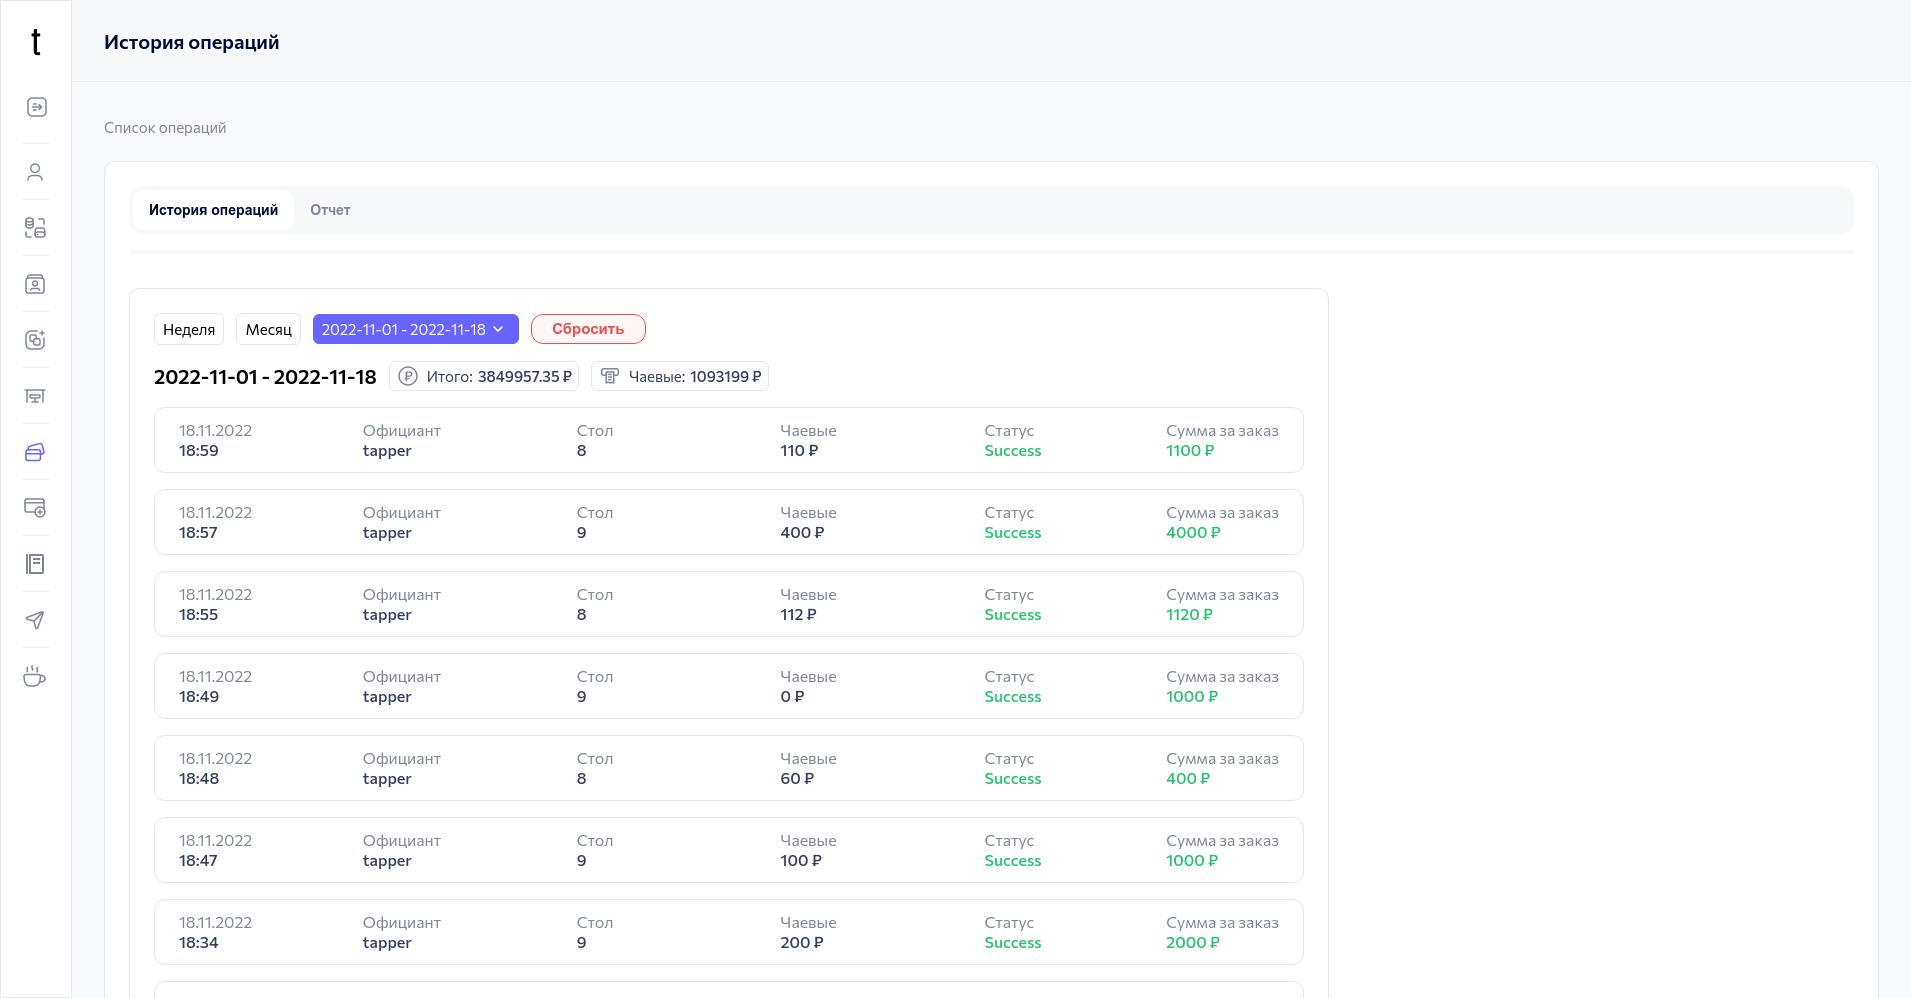 t
История операций
Список операций
История операций Отчет
Неделя Месяц 2022-11-01 - 2022-11-18 Сбросить
2022-11-01 - 2022-11-18 Итого: 3849957.35 ₽ Чаевые: 1093199 ₽
18.11.2022 Официант Стол Чаевые Статус Сумма за заказ
18:59 tapper 8 110 ₽ Success 1100 ₽
18.11.2022 Официант Стол Чаевые Статус Сумма за заказ
18:57 tapper 9 400 ₽ Success 4000 ₽
18.11.2022 Официант Стол Чаевые Статус Сумма за заказ
18:55 tapper 8 112 ₽ Success 1120 ₽
18.11.2022 Официант Стол Чаевые Статус Сумма за заказ
18:49 tapper 9 0 ₽ Success 1000 ₽
18.11.2022 Официант Стол Чаевые Статус Сумма за заказ
18:48 tapper 8 60 ₽ Success 400 ₽
18.11.2022 Официант Стол Чаевые Статус Сумма за заказ
18:47 tapper 9 100 ₽ Success 1000 ₽
18.11.2022 Официант Стол Чаевые Статус Сумма за заказ
18:34 tapper 9 200 ₽ Success 2000 ₽